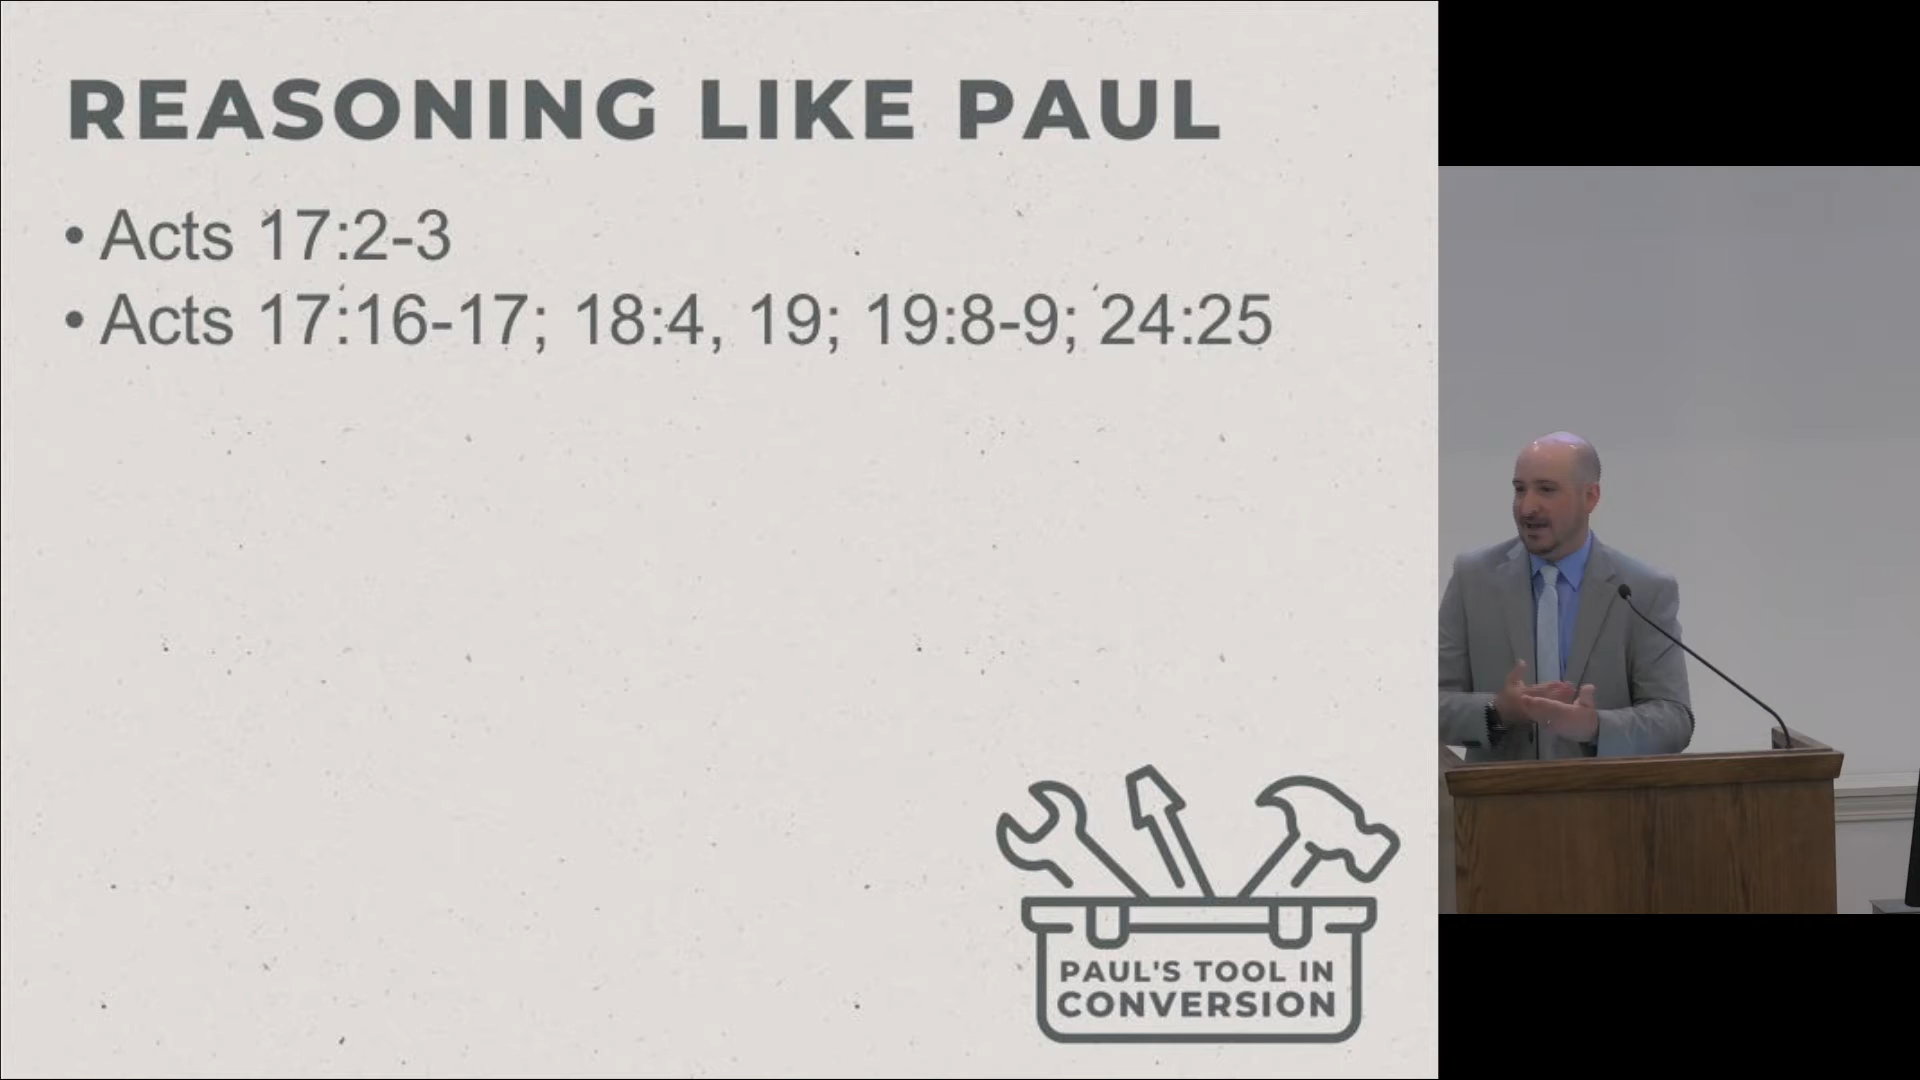 REASONING LIKE PAUL
• Acts 17:2-3
• Acts 17:16-17; 18:4, 19; 19:8-9; 24:25
PAUL'S TOOL IN
CONVERSION